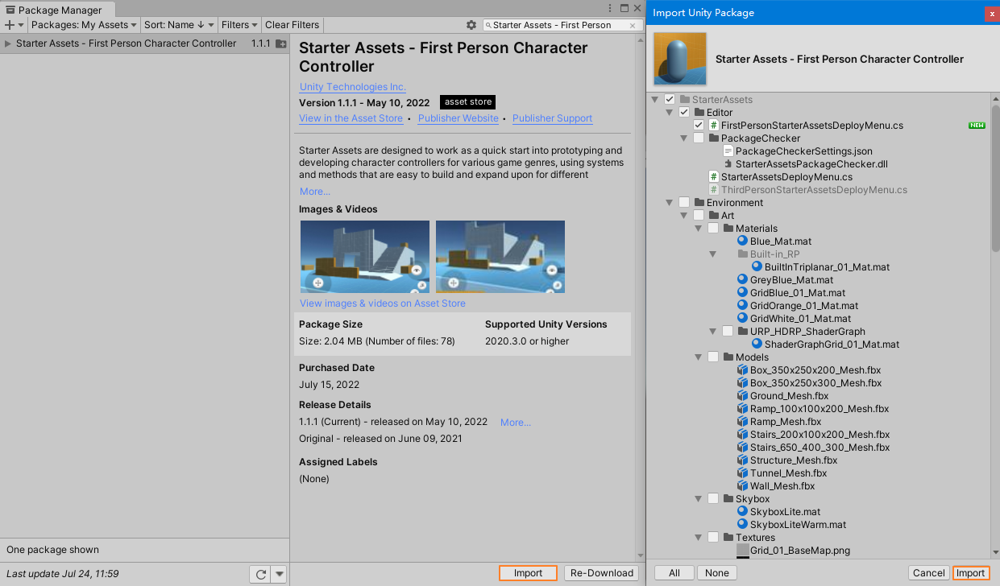 Package Manager
Packages: My Assets
Sort: Name ↓
Filters
Clear Filters
Starter Assets - First Person
Starter Assets - First Person Character Controller 1.1.1
One package shown
Last update Jul 24, 11:59
Starter Assets - First Person Character
Controller
Unity Technologies Inc.
Version 1.1.1 - May 10, 2022 asset store
View in the Asset Store • Publisher Website • Publisher Support
Starter Assets are designed to work as a quick start into prototyping and
developing character controllers for various game genres, using systems
and methods that are easy to build and expand upon for different
More...
Images & Videos
View images & videos on Asset Store
Package Size
Size: 2.04 MB (Number of files: 78)
Supported Unity Versions
2020.3.0 or higher
Purchased Date
July 15, 2022
Release Details
1.1.1 (Current) - released on May 10, 2022 More...
Original - released on June 09, 2021
Assigned Labels
(None)
Import
Re-Download
Import Unity Package
x
Starter Assets - First Person Character Controller
StarterAssets
Editor
FirstPersonStarterAssetsDeployMenu.cs NEW
PackageChecker
PackageCheckerSettings.json
StarterAssetsPackageChecker.dll
StarterAssetsDeployMenu.cs
ThirdPersonStarterAssetsDeployMenu.cs
Environment
Art
Materials
Blue_Mat.mat
Built-in_RP
BuiltInTriplanar_01_Mat.mat
GreyBlue_Mat.mat
GridBlue_01_Mat.mat
GridOrange_01_Mat.mat
GridWhite_01_Mat.mat
URP_HDRP_ShaderGraph
ShaderGraphGrid_01_Mat.mat
Models
Box_350x250x200_Mesh.fbx
Box_350x250x300_Mesh.fbx
Ground_Mesh.fbx
Ramp_100x100x200_Mesh.fbx
Ramp_Mesh.fbx
Stairs_200x100x200_Mesh.fbx
Stairs_650_400_300_Mesh.fbx
Structure_Mesh.fbx
Tunnel_Mesh.fbx
Wall_Mesh.fbx
Skybox
SkyboxLite.mat
SkyboxLiteWarm.mat
Textures
Grid_01_BaseMap.png
All
None
Cancel
Import